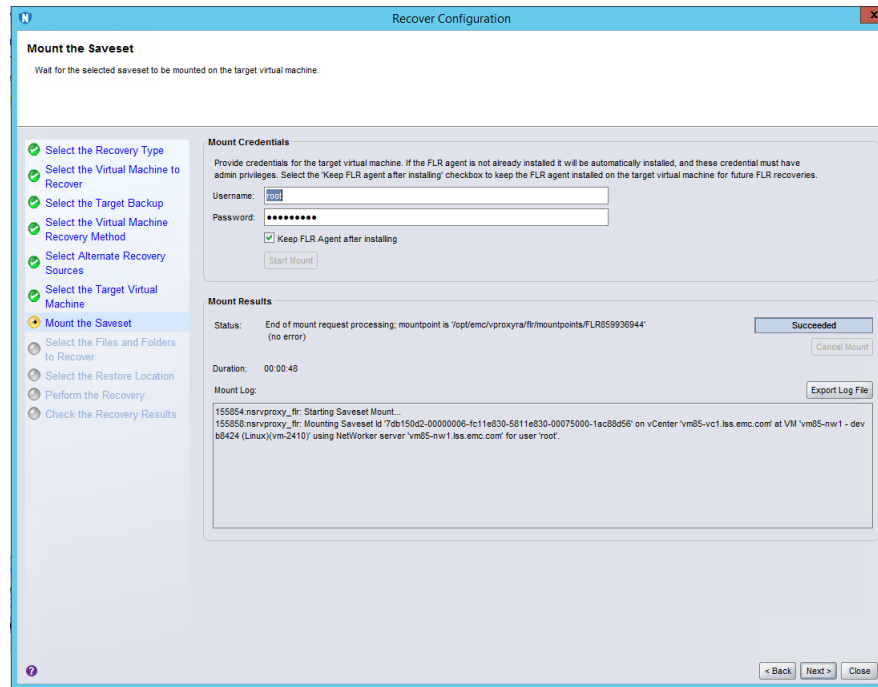 N
Recover Configuration
x
Mount the Saveset
Wait for the selected saveset to be mounted on the target virtual machine.
Select the Recovery Type
Select the Virtual Machine to
Recover
Select the Target Backup
Select the Virtual Machine
Recovery Method
Select Alternate Recovery
Sources
Select the Target Virtual
Machine
Mount the Saveset
Select the Files and Folders
to Recover
Select the Restore Location
Perform the Recovery
Check the Recovery Results
Mount Credentials
Provide credentials for the target virtual machine. If the FLR agent is not already installed it will be automatically installed, and these credential must have
admin privileges. Select the 'Keep FLR agent after installing' checkbox to keep the FLR agent installed on the target virtual machine for future FLR recoveries.
Username: root
Password: •••••••••
Keep FLR Agent after installing
Start Mount
Mount Results
Status: End of mount request processing; mountpoint is '/opt/emc/vproxyra/flr/mountpoints/FLR859936944' Succeeded
(no error)
Cancel Mount
Duration: 00:00:48
Mount Log: Export Log File
155854:nsrvproxy_flr: Starting Saveset Mount...
155858:nsrvproxy_flr: Mounting Saveset Id '7db150d2-00000006-fc11e830-5811e830-00075000-1ac88d56' on vCenter 'vm85-vc1.lss.emc.com' at VM 'vm85-nw1 - dev
b8424 (Linux)(vm-2410)' using NetWorker server 'vm85-nw1.lss.emc.com' for user 'root'.
?
< Back Next > Close